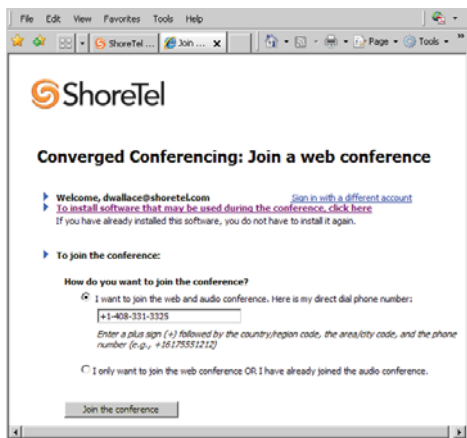 File Edit View Favorites Tools Help
ShoreTel ... Join ... x Page Tools
ShoreTel
Converged Conferencing: Join a web conference
Welcome, dwallace@shoretel.com Sign in with a different account
To install software that may be used during the conference, click here
If you have already installed this software, you do not have to install it again.
To join the conference:
How do you want to join the conference?
I want to join the web and audio conference. Here is my direct dial phone number:
+1-408-331-3325
Enter a plus sign (+) followed by the country/region code, the area/city code, and the phone
number (e.g., +16175551212)
I only want to join the web conference OR I have already joined the audio conference.
Join the conference